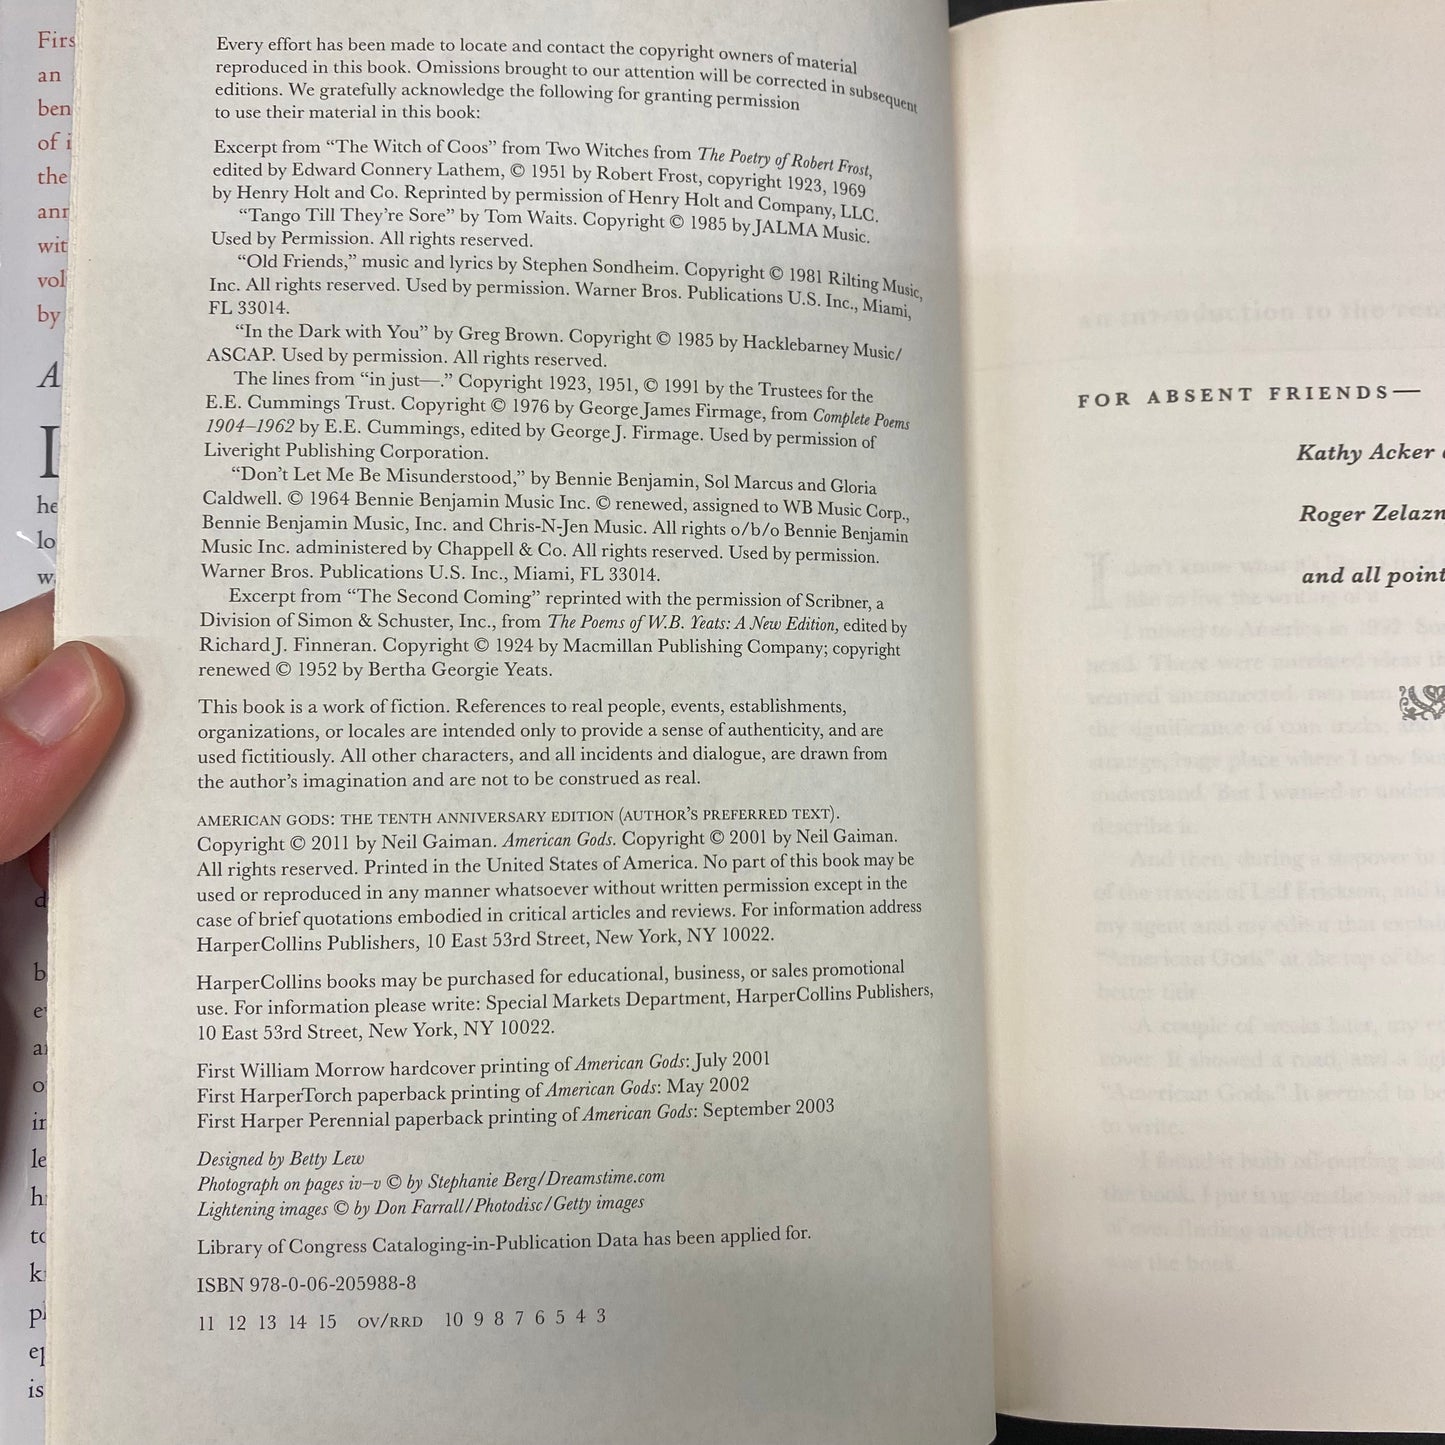 Firs
an
ben
of i
the
ann
wit
vol
by
A
he
lo
Every effort has been made to locate and contact the copyright owners of material
reproduced in this book. Omissions brought to our attention will be corrected in subsequent
editions. We gratefully acknowledge the following for granting permission
to use their material in this book:
Excerpt from “The Witch of Coos” from Two Witches from The Poetry of Robert Frost,
edited by Edward Connery Lathem, © 1951 by Robert Frost, copyright 1923, 1969
by Henry Holt and Co. Reprinted by permission of Henry Holt and Company, LLC.
“Tango Till They’re Sore” by Tom Waits. Copyright © 1985 by JALMA Music.
Used by Permission. All rights reserved.
“Old Friends,” music and lyrics by Stephen Sondheim. Copyright © 1981 Rilting Music,
Inc. All rights reserved. Used by permission. Warner Bros. Publications U.S. Inc., Miami,
FL 33014.
“In the Dark with You” by Greg Brown. Copyright © 1985 by Hacklebarney Music/
ASCAP. Used by permission. All rights reserved.
The lines from “in just—.” Copyright 1923, 1951, © 1991 by the Trustees for the
E.E. Cummings Trust. Copyright © 1976 by George James Firmage, from Complete Poems
1904–1962 by E.E. Cummings, edited by George J. Firmage. Used by permission of
Liveright Publishing Corporation.
“Don’t Let Me Be Misunderstood,” by Bennie Benjamin, Sol Marcus and Gloria
Caldwell. © 1964 Bennie Benjamin Music Inc. © renewed, assigned to WB Music Corp.,
Bennie Benjamin Music, Inc. and Chris-N-Jen Music. All rights o/b/o Bennie Benjamin
Music Inc. administered by Chappell & Co. All rights reserved. Used by permission.
Warner Bros. Publications U.S. Inc., Miami, FL 33014.
Excerpt from “The Second Coming” reprinted with the permission of Scribner, a
Division of Simon & Schuster, Inc., from The Poems of W.B. Yeats: A New Edition, edited by
Richard J. Finneran. Copyright © 1924 by Macmillan Publishing Company; copyright
renewed © 1952 by Bertha Georgie Yeats.
This book is a work of fiction. References to real people, events, establishments,
organizations, or locales are intended only to provide a sense of authenticity, and are
used fictitiously. All other characters, and all incidents and dialogue, are drawn from
the author’s imagination and are not to be construed as real.
AMERICAN GODS: THE TENTH ANNIVERSARY EDITION (AUTHOR’S PREFERRED TEXT).
Copyright © 2011 by Neil Gaiman. American Gods. Copyright © 2001 by Neil Gaiman.
All rights reserved. Printed in the United States of America. No part of this book may be
used or reproduced in any manner whatsoever without written permission except in the
case of brief quotations embodied in critical articles and reviews. For information address
HarperCollins Publishers, 10 East 53rd Street, New York, NY 10022.
HarperCollins books may be purchased for educational, business, or sales promotional
use. For information please write: Special Markets Department, HarperCollins Publishers,
10 East 53rd Street, New York, NY 10022.
First William Morrow hardcover printing of American Gods: July 2001
First HarperTorch paperback printing of American Gods: May 2002
First Harper Perennial paperback printing of American Gods: September 2003
Designed by Betty Lew
Photograph on pages iv–v © by Stephanie Berg/Dreamstime.com
Lightening images © by Don Farrall/Photodisc/Getty images
Library of Congress Cataloging-in-Publication Data has been applied for.
ISBN 978-0-06-205988-8
11 12 13 14 15 OV/RRD 10 9 8 7 6 5 4 3
FOR ABSENT FRIENDS—
Kathy Acker
Roger Zelazn
and all point